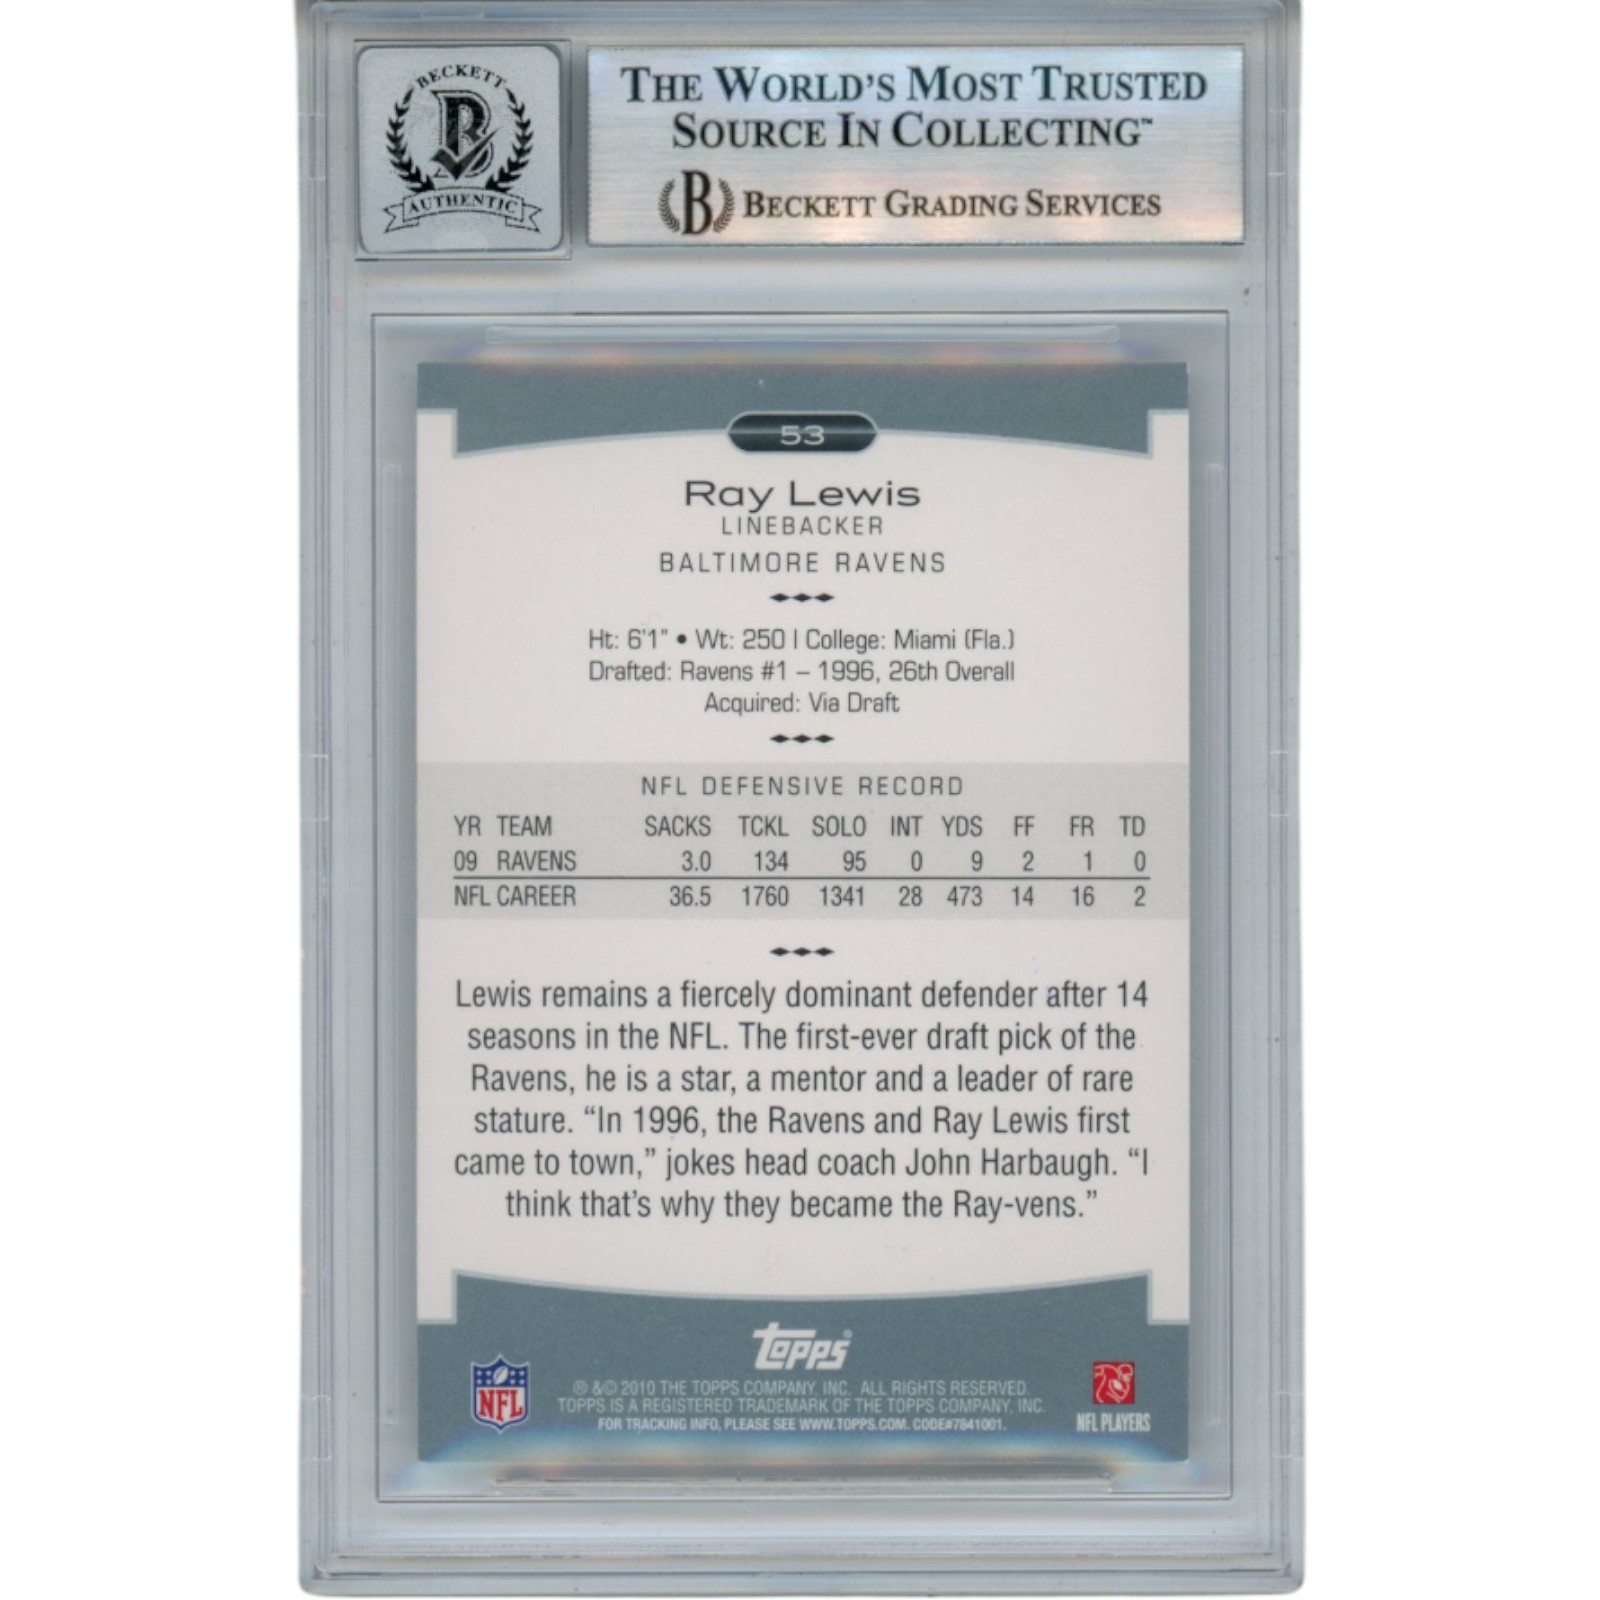 BECKETT
B
AUTHENTIC
THE WORLD'S MOST TRUSTED
SOURCE IN COLLECTING™
B BECKETT GRADING SERVICES
53
Ray Lewis
LINEBACKER
BALTIMORE RAVENS
Ht: 6'1" • Wt: 250 | College: Miami (Fla.)
Drafted: Ravens #1 – 1996, 26th Overall
Acquired: Via Draft
NFL DEFENSIVE RECORD
YR TEAM SACKS TCKL SOLO INT YDS FF FR TD
09 RAVENS 3.0 134 95 0 9 2 1 0
NFL CAREER 36.5 1760 1341 28 473 14 16 2
Lewis remains a fiercely dominant defender after 14
seasons in the NFL. The first-ever draft pick of the
Ravens, he is a star, a mentor and a leader of rare
stature. “In 1996, the Ravens and Ray Lewis first
came to town,” jokes head coach John Harbaugh. “I
think that’s why they became the Ray-vens.”
topps®
NFL
® & © 2010 THE TOPPS COMPANY, INC. ALL RIGHTS RESERVED.
TOPPS IS A REGISTERED TRADEMARK OF THE TOPPS COMPANY, INC.
FOR TRACKING INFO, PLEASE SEE WWW.TOPPS.COM. CODE#7841001.
NFL PLAYERS